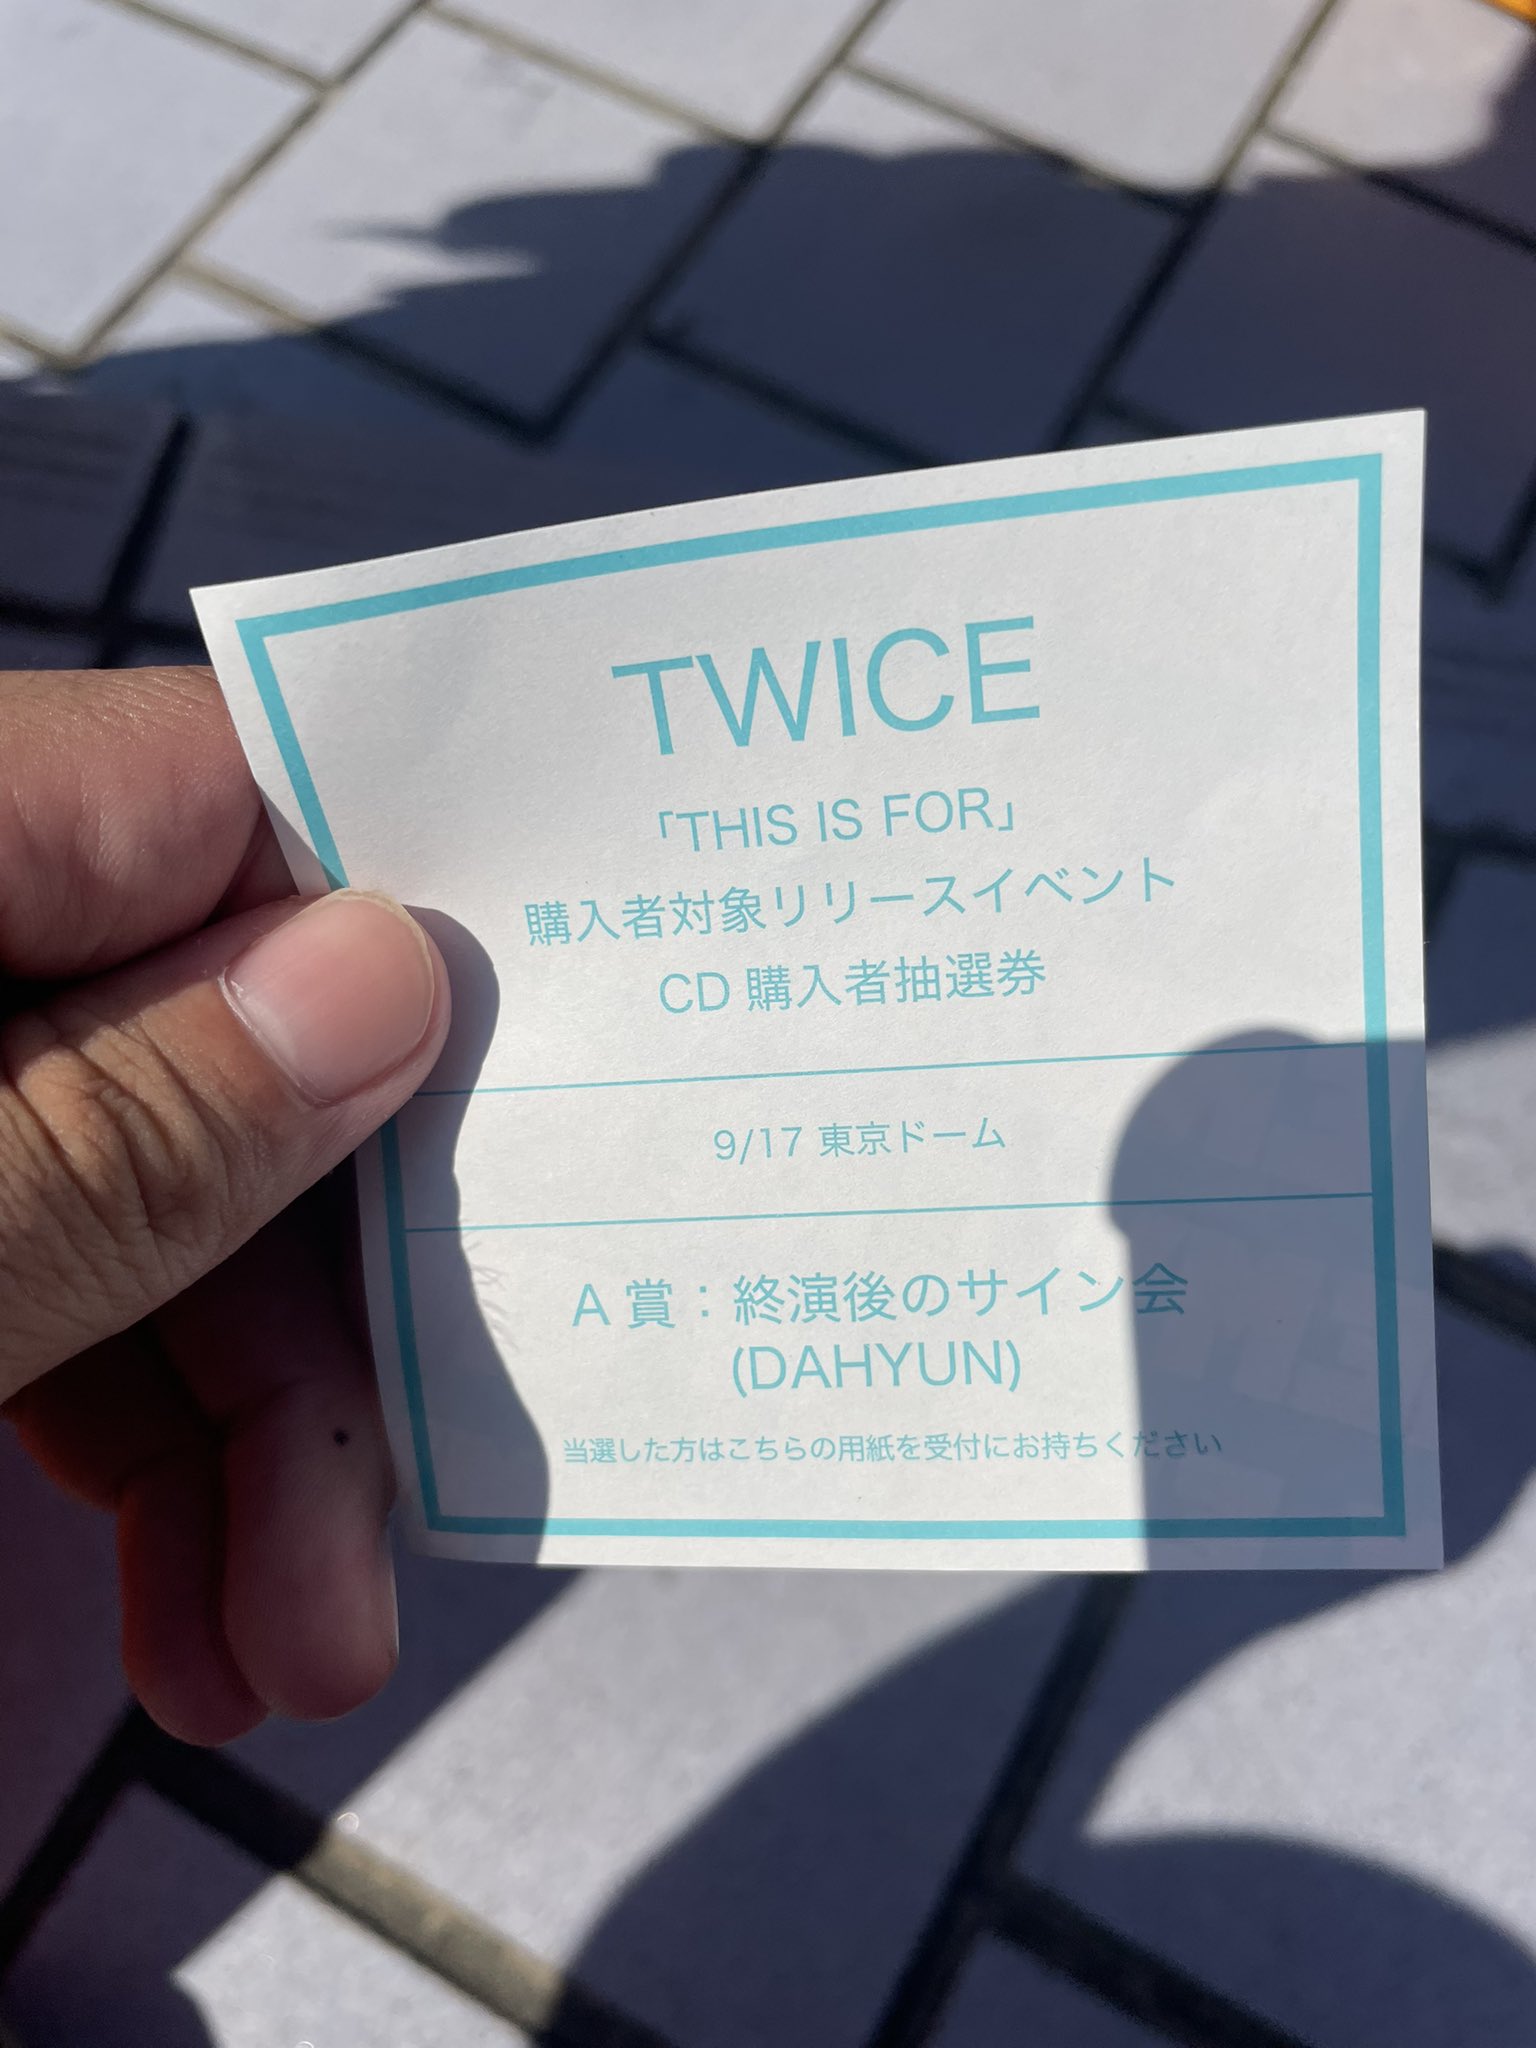 TWICE
「THIS IS FOR」
購入者対象リリースイベント
CD 購入者抽選券
9/17 東京ドーム
A 賞：終演後のサイン会
(DAHYUN)
当選した方はこちらの用紙を受付にお持ちください